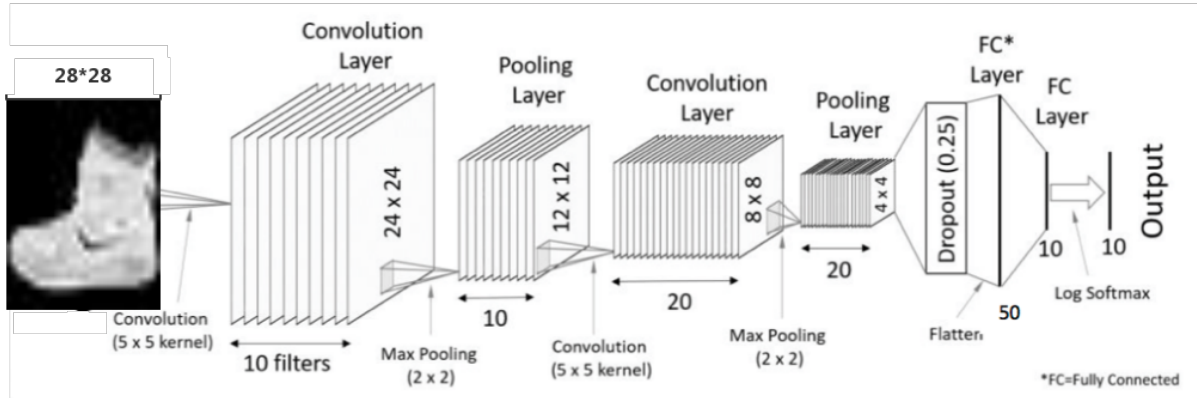 28*28
Convolution
Layer
Pooling
Layer
Convolution
Layer
Pooling
Layer
FC*
Layer
FC
Layer
24 x 24
12 x 12
8 x 8
4 x 4
Dropout (0.25)
Output
10
10
Log Softmax
50
Flatten
20
20
10
10 filters
Convolution
(5 x 5 kernel)
Max Pooling
(2 x 2)
Convolution
(5 x 5 kernel)
Max Pooling
(2 x 2)
*FC=Fully Connected